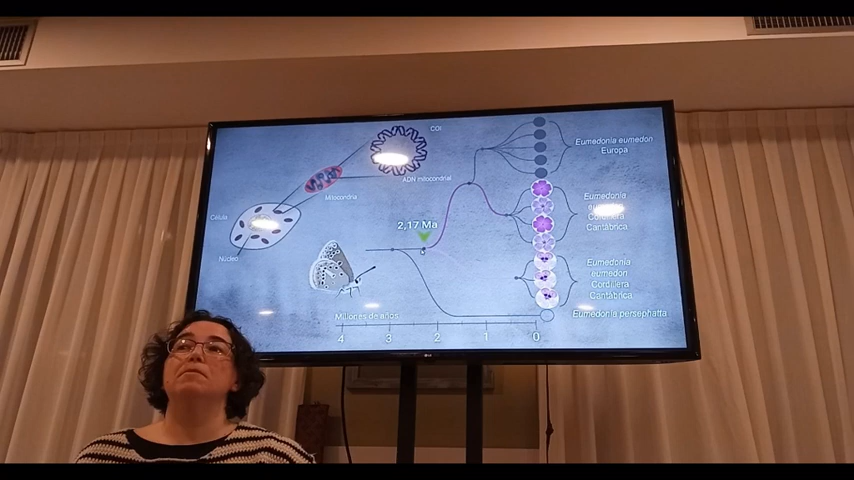 COI
ADN mitocondrial
Mitocondria
Célula
Núcleo
2,17 Ma
Eumedonia eumedon
Europa
Eumedonia
Cordillera
Cantábrica
Eumedonia
eumedon
Cordillera
Cantábrica
Eumedonia persephatta
Millones de años
4 3 2 1 0
LG